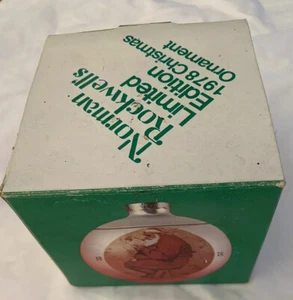 Norman
Rockwell's
Limited
Edition
1978 Christmas
Ornament